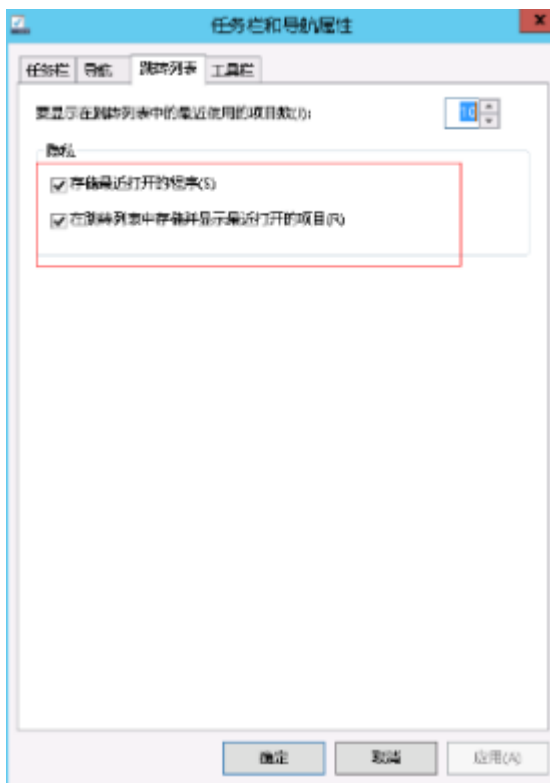 任务栏和导航属性
任务栏 导航 跳转列表 工具栏
要显示在跳转列表中的最近使用的项目数(J):
10
隐私
存储最近打开的程序(S)
在跳转列表中存储并显示最近打开的项目(R)
确定 取消 应用(A)